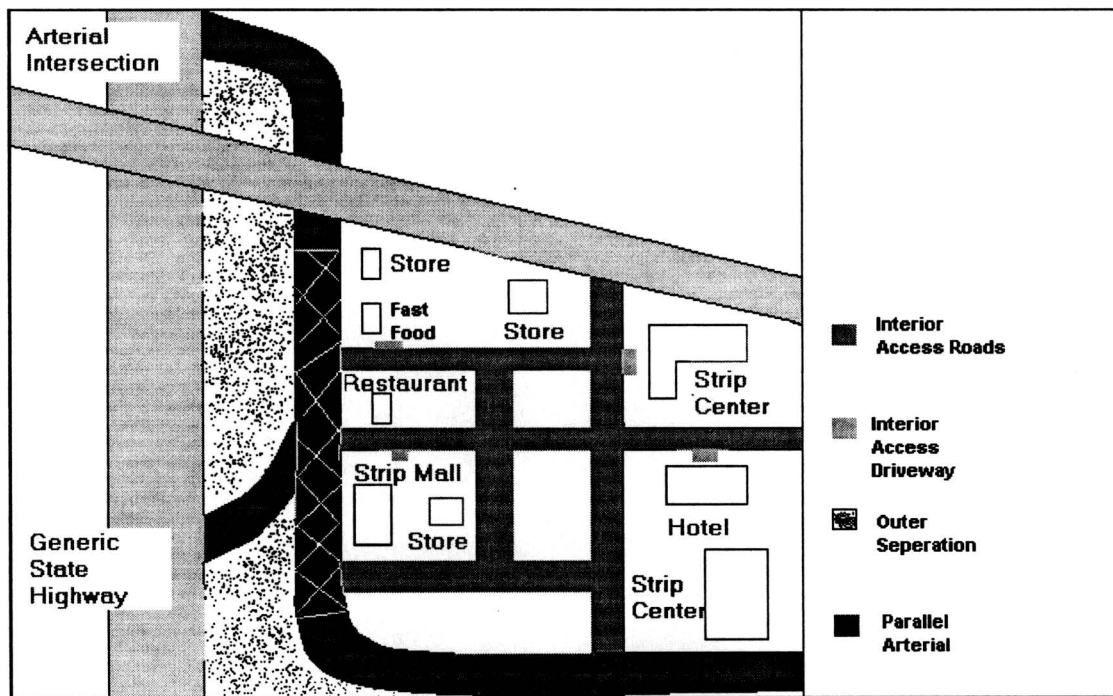 Arterial
Intersection
Store
Fast
Food
Store
Restaurant
Strip
Center
Strip Mall
Store
Hotel
Strip
Center
Generic
State
Highway
Interior
Access Roads
Interior
Access
Driveway
Outer
Seperation
Parallel
Arterial